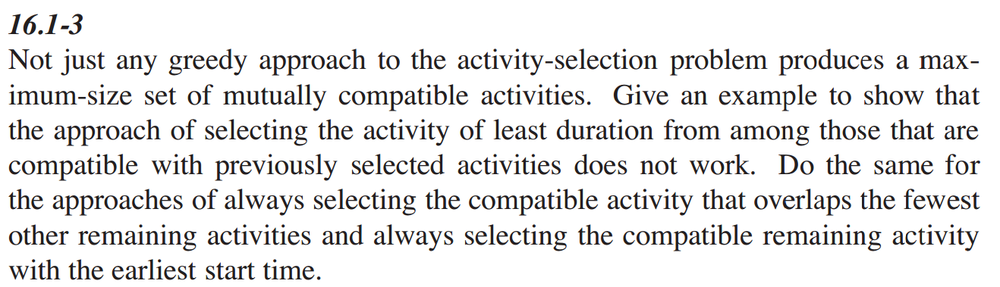 16.1-3
Not just any greedy approach to the activity-selection problem produces a max-
imum-size set of mutually compatible activities. Give an example to show that
the approach of selecting the activity of least duration from among those that are
compatible with previously selected activities does not work. Do the same for
the approaches of always selecting the compatible activity that overlaps the fewest
other remaining activities and always selecting the compatible remaining activity
with the earliest start time.